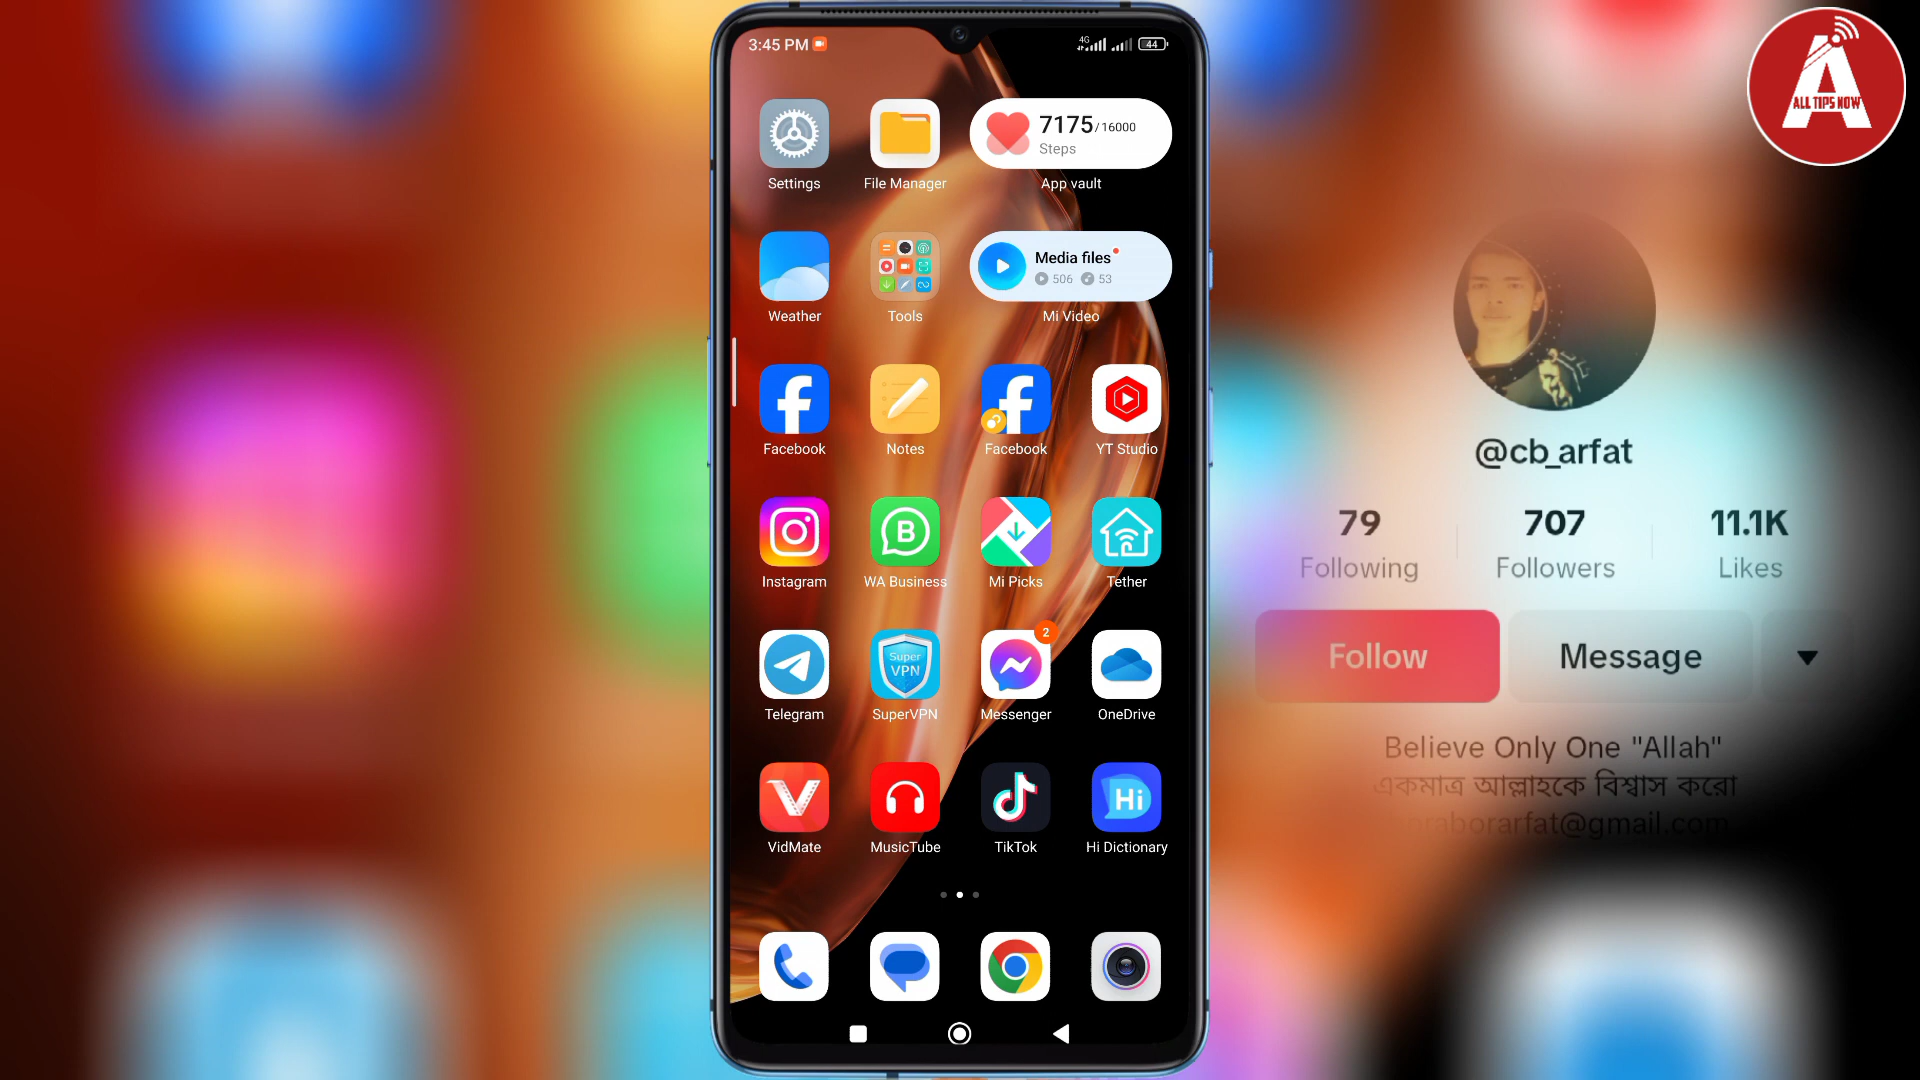 3:45 PM
4G
44
7175/16000
Steps
Settings
File Manager
App vault
Media files
506
53
Weather
Tools
Mi Video
Facebook
Notes
Facebook
YT Studio
B
Instagram
WA Business
Mi Picks
Tether
Super
VPN
2
Telegram
SuperVPN
Messenger
OneDrive
Hi
VidMate
MusicTube
TikTok
Hi Dictionary
A
ALL TIPS NOW
@cb_arfat
79
707
11.1K
Following
Followers
Likes
Follow
Message
Believe Only One "Allah"
একমাত্র আল্লাহকে বিশ্বাস করো